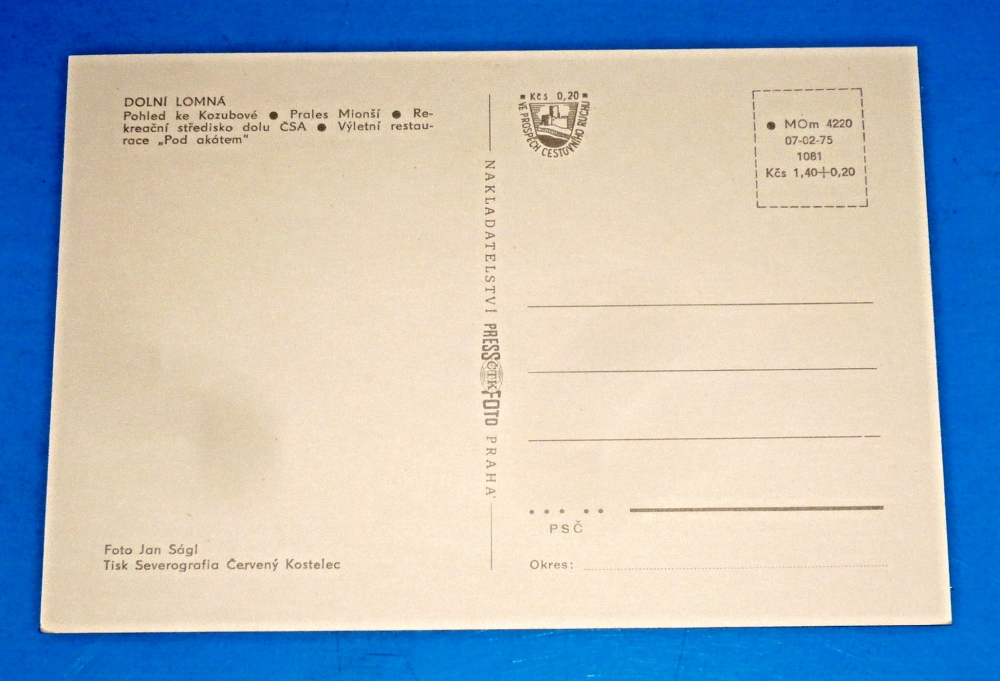 DOLNÍ LOMNÁ
Pohled ke Kozubové ● Prales Mionší ● Re-
kreační středisko dolu ČSA ● Výletní restau-
race „Pod akátem“
Foto Jan Ságl
Tisk Severografia Červený Kostelec
NAKLADATELSTVÍ PRESSFOTO PRAHA
ČTK
Kčs 0,20
VE PROSPĚCH CESTOVNÍHO RUCHU
● MOm 4220
07-02-75
1081
Kčs 1,40+0,20
PSČ
Okres: